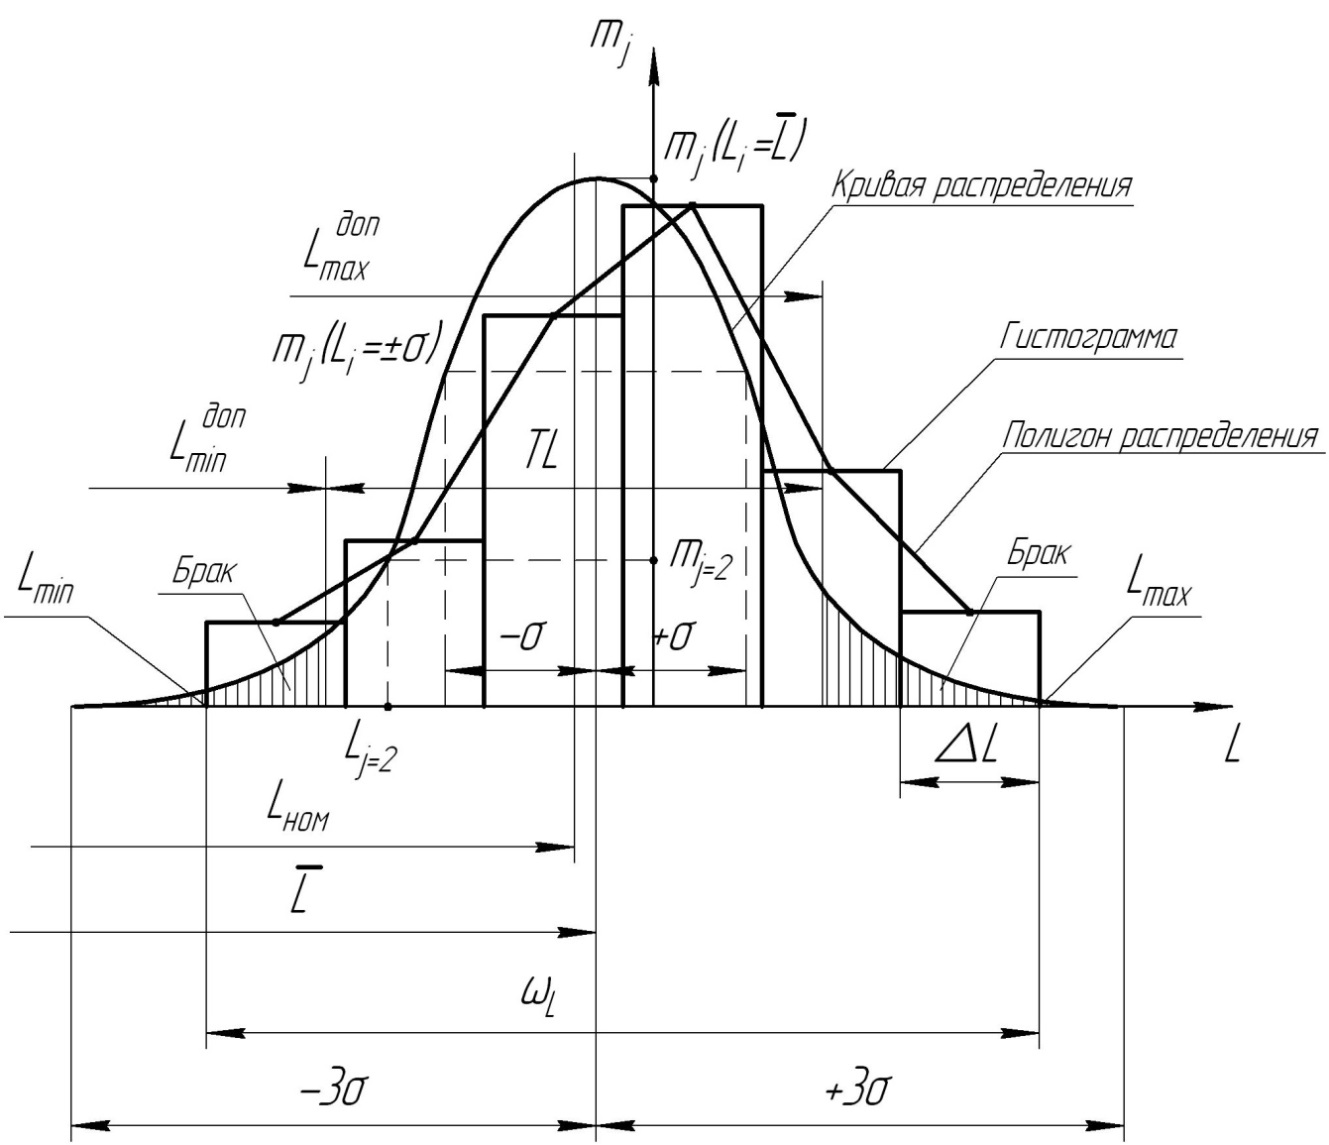 m_j
m_j(L_i=L̅)
Кривая распределения
L_max^доп
m_j(L_i=±σ)
Гистограмма
L_min^доп
TL
Полигон распределения
L_min
Брак
m_j=2
Брак
L_max
-σ
+σ
L_j=2
ΔL
L
L_ном
L̅
ω_L
-3σ
+3σ